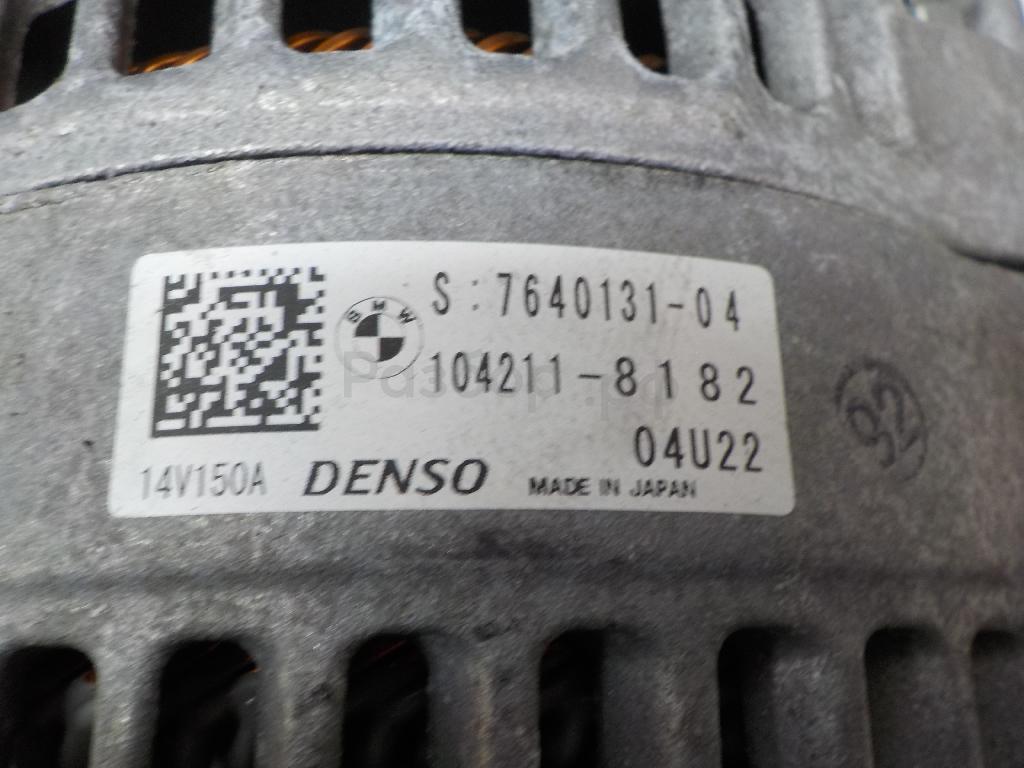 S:7640131-04
BMW
104211-8182
04U22
14V150A DENSO MADE IN JAPAN